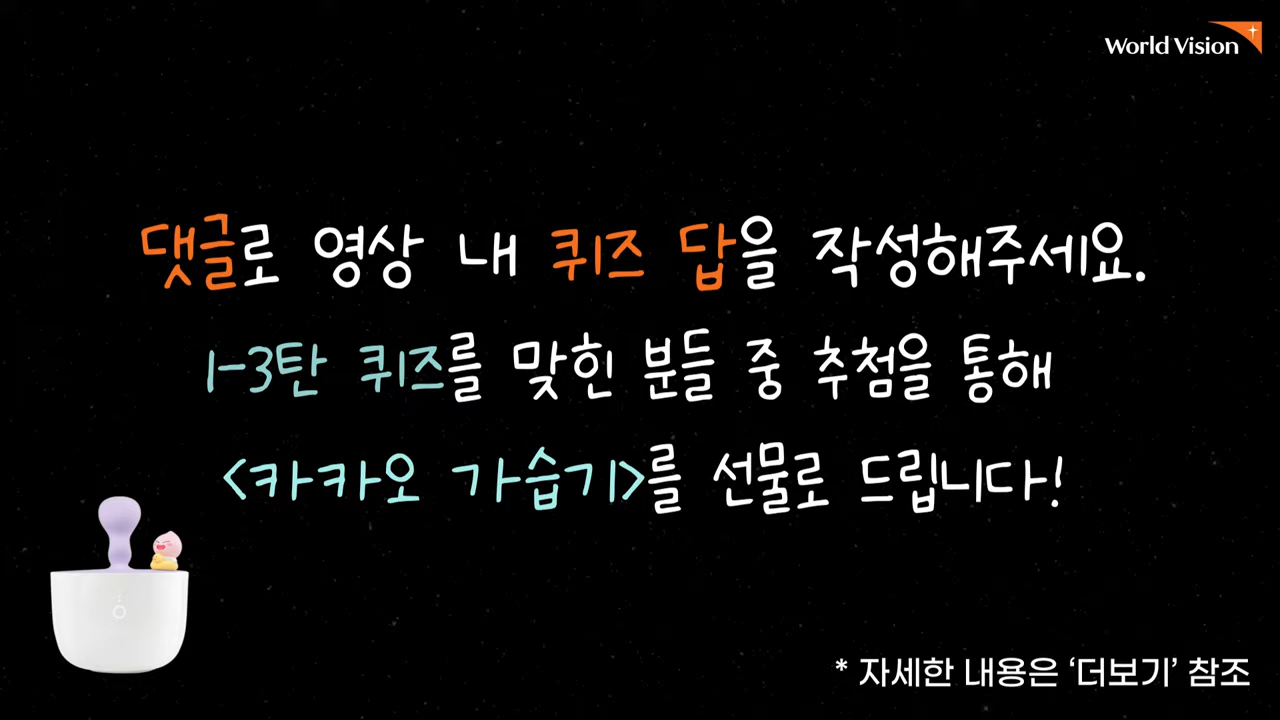 World Vision
댓글로 영상 내 퀴즈 답을 작성해주세요.
1-3탄 퀴즈를 맞힌 분들 중 추첨을 통해
<카카오 가습기>를 선물로 드립니다!
* 자세한 내용은 ‘더보기’ 참조